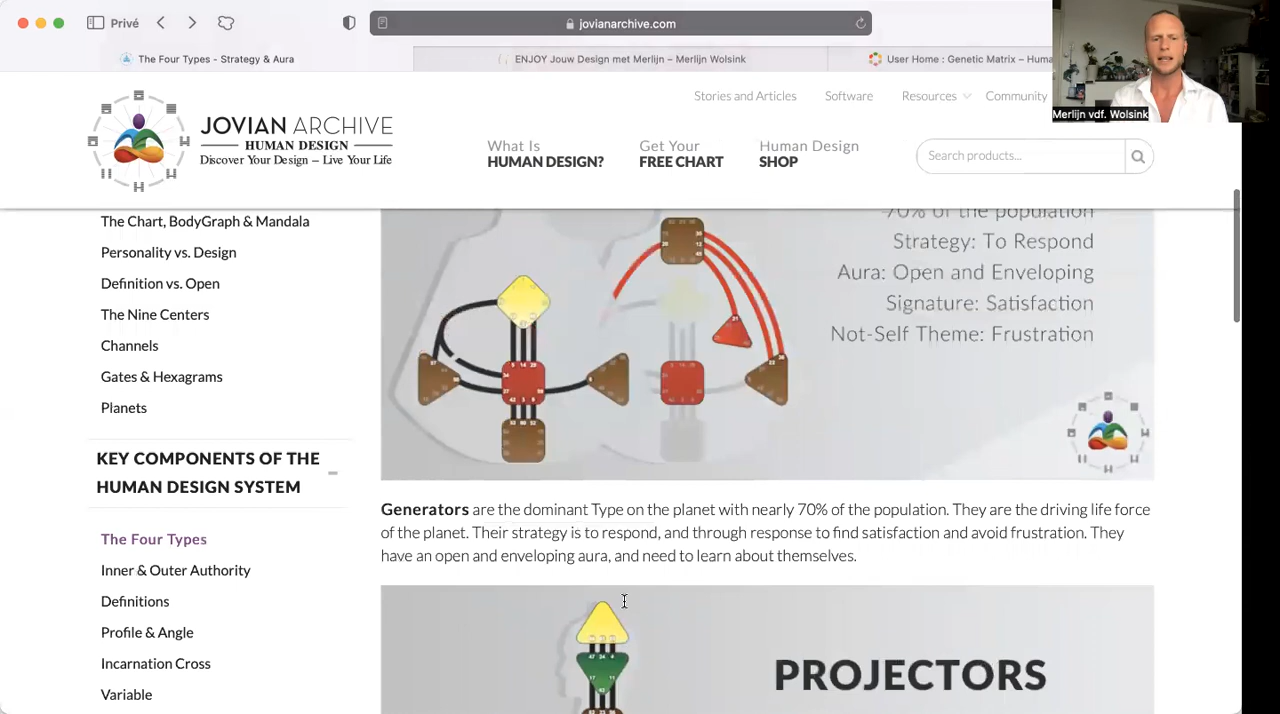 Privé
jovianarchive.com
The Four Types - Strategy & Aura
ENJOY Jouw Design met Merlijn – Merlijn Wolsink
User Home : Genetic Matrix – Huma
Merlijn vdf. Wolsink
Stories and Articles
Software
Resources
Community
JOVIAN ARCHIVE
HUMAN DESIGN
Discover Your Design – Live Your Life
What Is
HUMAN DESIGN?
Get Your
FREE CHART
Human Design
SHOP
Search products...
The Chart, BodyGraph & Mandala
Personality vs. Design
Definition vs. Open
The Nine Centers
Channels
Gates & Hexagrams
Planets
KEY COMPONENTS OF THE
HUMAN DESIGN SYSTEM
The Four Types
Inner & Outer Authority
Definitions
Profile & Angle
Incarnation Cross
Variable
~70% of the population
Strategy: To Respond
Aura: Open and Enveloping
Signature: Satisfaction
Not-Self Theme: Frustration
Generators are the dominant Type on the planet with nearly 70% of the population. They are the driving life force
of the planet. Their strategy is to respond, and through response to find satisfaction and avoid frustration. They
have an open and enveloping aura, and need to learn about themselves.
PROJECTORS